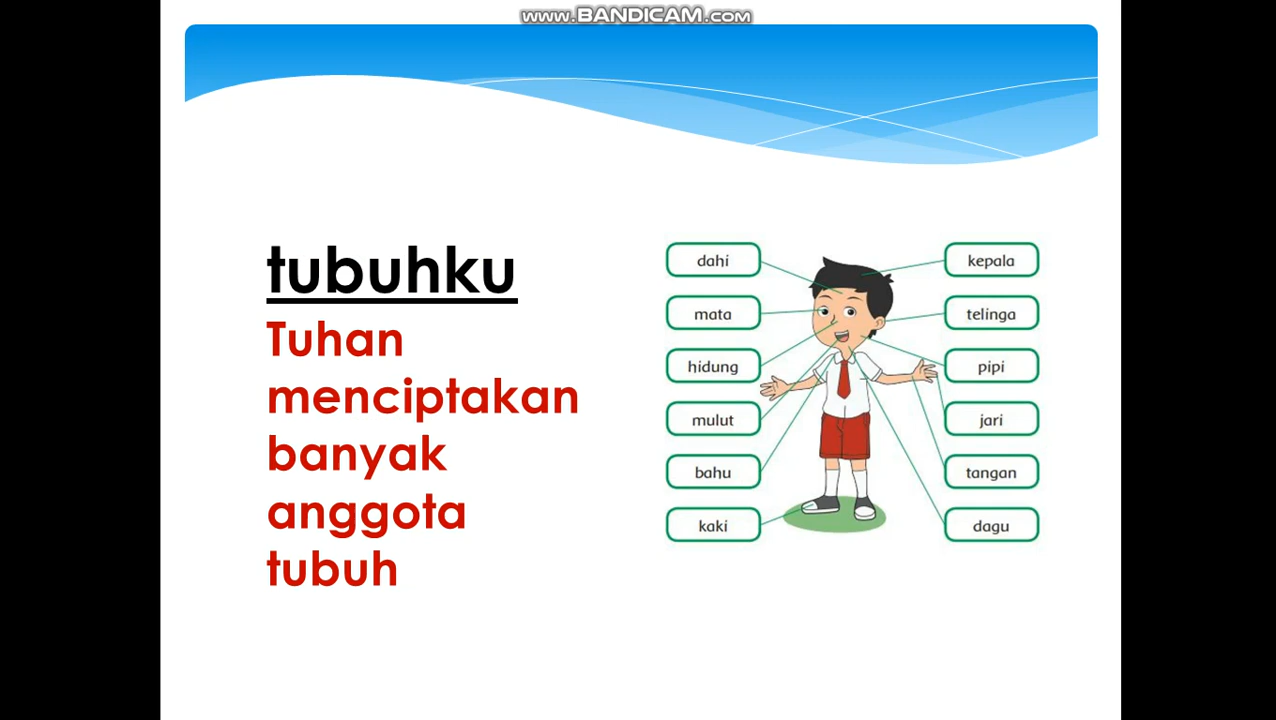 www.BANDICAM.com
tubuhku
Tuhan
menciptakan
banyak
anggota
tubuh
dahi
mata
hidung
mulut
bahu
kaki
kepala
telinga
pipi
jari
tangan
dagu